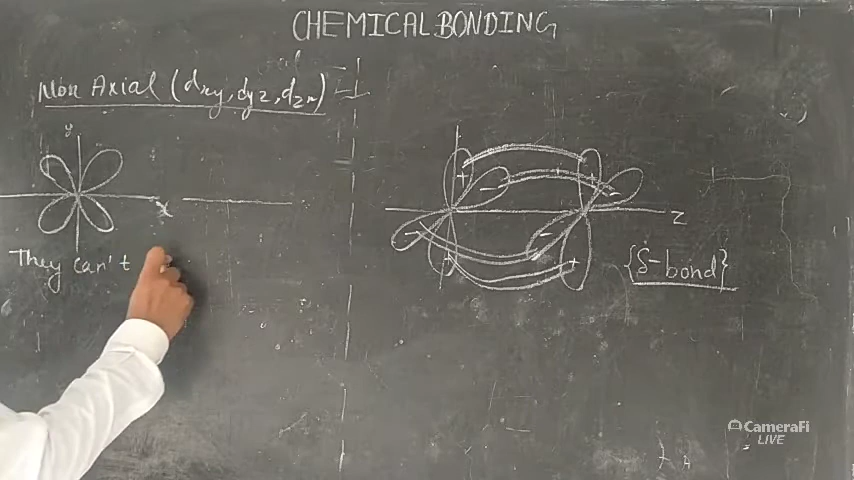 CHEMICAL BONDING
Non Axial (dxy, dyz, dzx)
y
x
They can't
+
-
+
-
z
-
-
+
+
{δ-bond}
CameraFi
LIVE